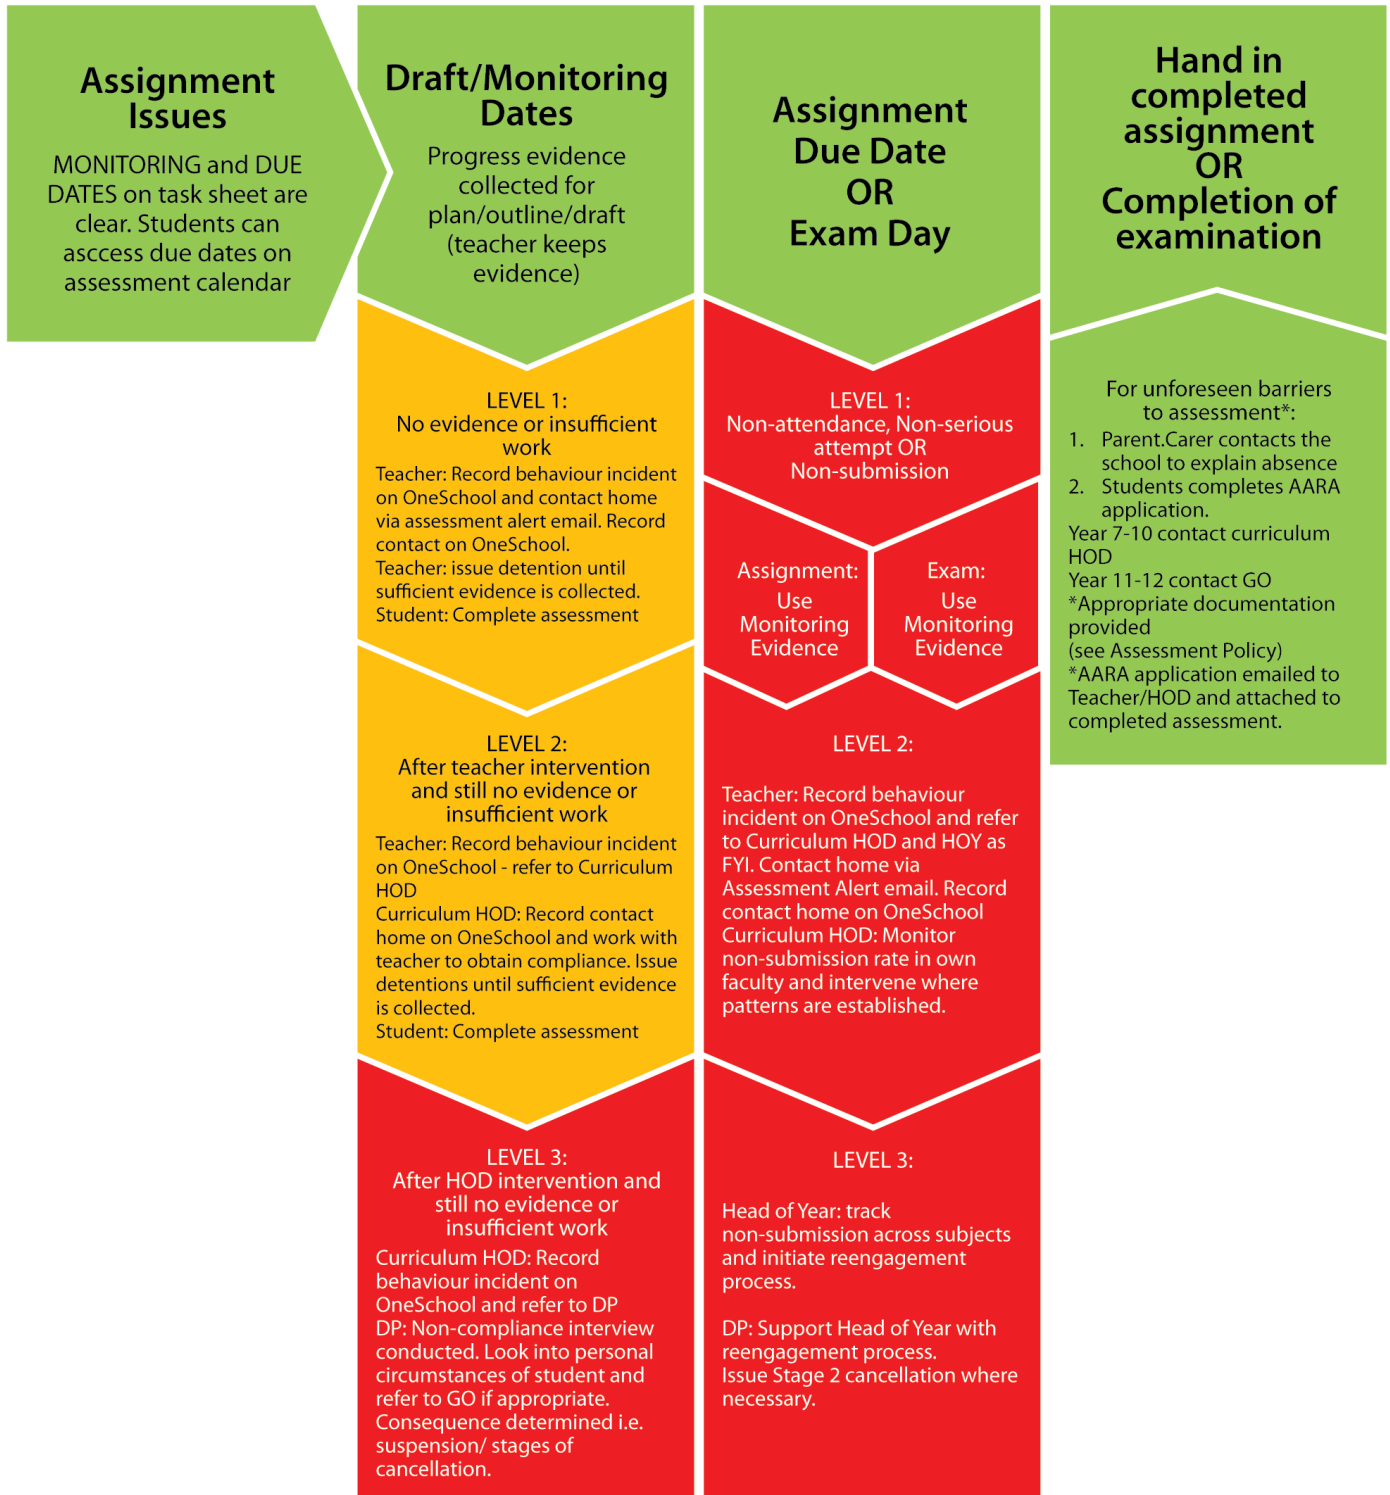 Assignment
Issues
MONITORING and DUE
DATES on task sheet are
clear. Students can
asccess due dates on
assessment calendar
Draft/Monitoring
Dates
Progress evidence
collected for
plan/outline/draft
(teacher keeps
evidence)
LEVEL 1:
No evidence or insufficient
work
Teacher: Record behaviour incident
on OneSchool and contact home
via assessment alert email. Record
contact on OneSchool.
Teacher: issue detention until
sufficient evidence is collected.
Student: Complete assessment
LEVEL 2:
After teacher intervention
and still no evidence or
insufficient work
Teacher: Record behaviour incident
on OneSchool - refer to Curriculum
HOD
Curriculum HOD: Record contact
home on OneSchool and work with
teacher to obtain compliance. Issue
detentions until sufficient evidence
is collected.
Student: Complete assessment
LEVEL 3:
After HOD intervention and
still no evidence or
insufficient work
Curriculum HOD: Record
behaviour incident on
OneSchool and refer to DP
DP: Non-compliance interview
conducted. Look into personal
circumstances of student and
refer to GO if appropriate.
Consequence determined i.e.
suspension/ stages of
cancellation.
Assignment
Due Date
OR
Exam Day
LEVEL 1:
Non-attendance, Non-serious
attempt OR
Non-submission
Assignment:
Use
Monitoring
Evidence
Exam:
Use
Monitoring
Evidence
LEVEL 2:
Teacher: Record behaviour
incident on OneSchool and refer
to Curriculum HOD and HOY as
FYI. Contact home via
Assessment Alert email. Record
contact home on OneSchool
Curriculum HOD: Monitor
non-submission rate in own
faculty and intervene where
patterns are established.
LEVEL 3:
Head of Year: track
non-submission across subjects
and initiate reengagement
process.
DP: Support Head of Year with
reengagement process.
Issue Stage 2 cancellation where
necessary.
Hand in
completed
assignment
OR
Completion of
examination
For unforeseen barriers
to assessment*:
1. Parent.Carer contacts the
school to explain absence
2. Students completes AARA
application.
Year 7-10 contact curriculum
HOD
Year 11-12 contact GO
*Appropriate documentation
provided
(see Assessment Policy)
*AARA application emailed to
Teacher/HOD and attached to
completed assessment.